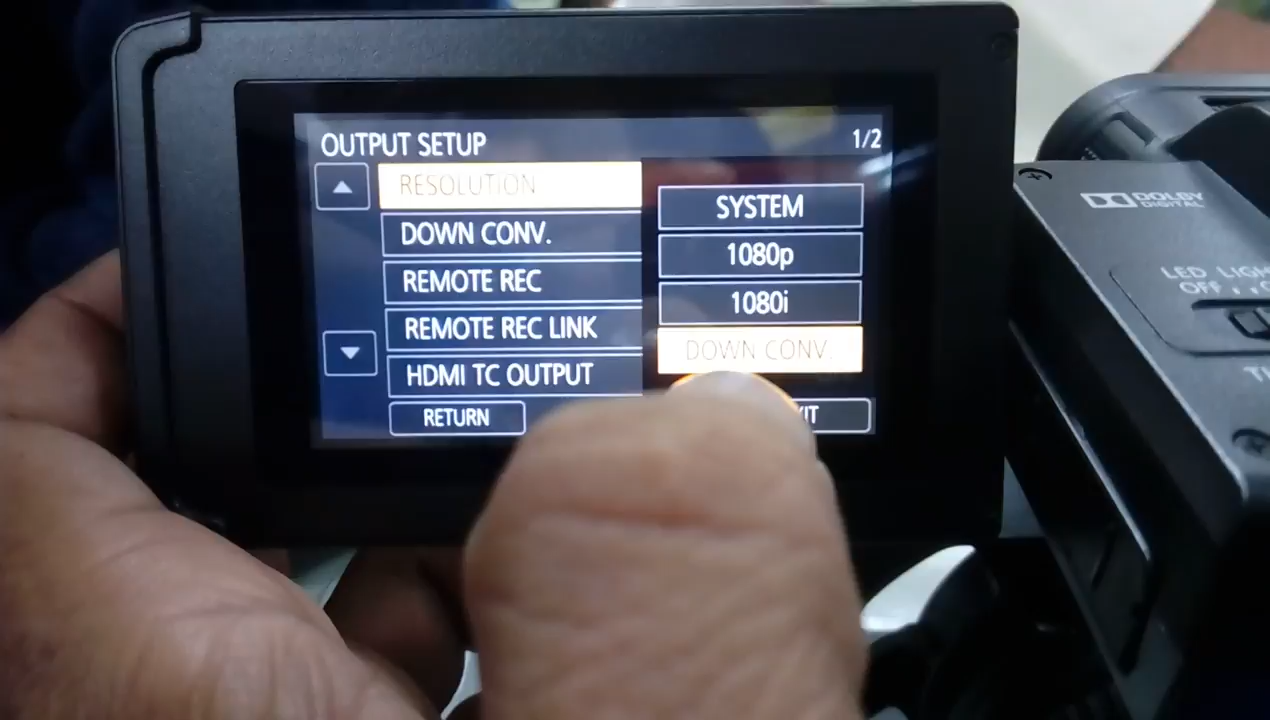 OUTPUT SETUP 1/2
RESOLUTION
DOWN CONV.
REMOTE REC
REMOTE REC LINK
HDMI TC OUTPUT
RETURN
SYSTEM
1080p
1080i
DOWN CONV.
DOLBY
DIGITAL
LED
OFF